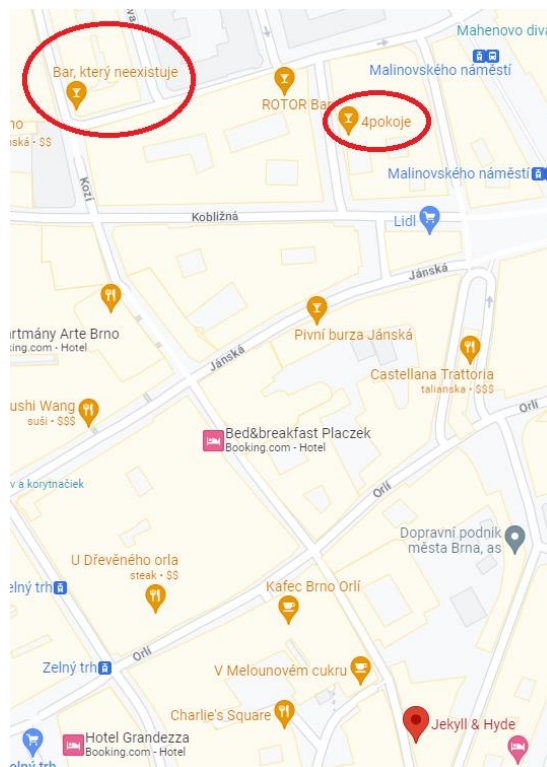 Mahenovo diva
Malinovského náměstí
Bar, který neexistuje
ROTOR Bar
4pokoje
no
nská • $$
Malinovského náměstí
Kozí
Kobližná
Lidl
Jánská
artmány Arte Brno
oking.com - Hotel
Pivní burza Jánská
Jánská
Castellana Trattoria
talianska • $$$
ushi Wang
suši • $$$
Orlí
Bed&breakfast Placzek
Booking.com - Hotel
v a korytnačiek
Orlí
Dopravní podnik
města Brna, as
U Dřevěného orla
steak • $$
elný trh
Kafec Brno Orlí
Orlí
Zelný trh
V Melounovém cukru
Charlie's Square
Jekyll & Hyde
Hotel Grandezza
Booking.com - Hotel
elný trh